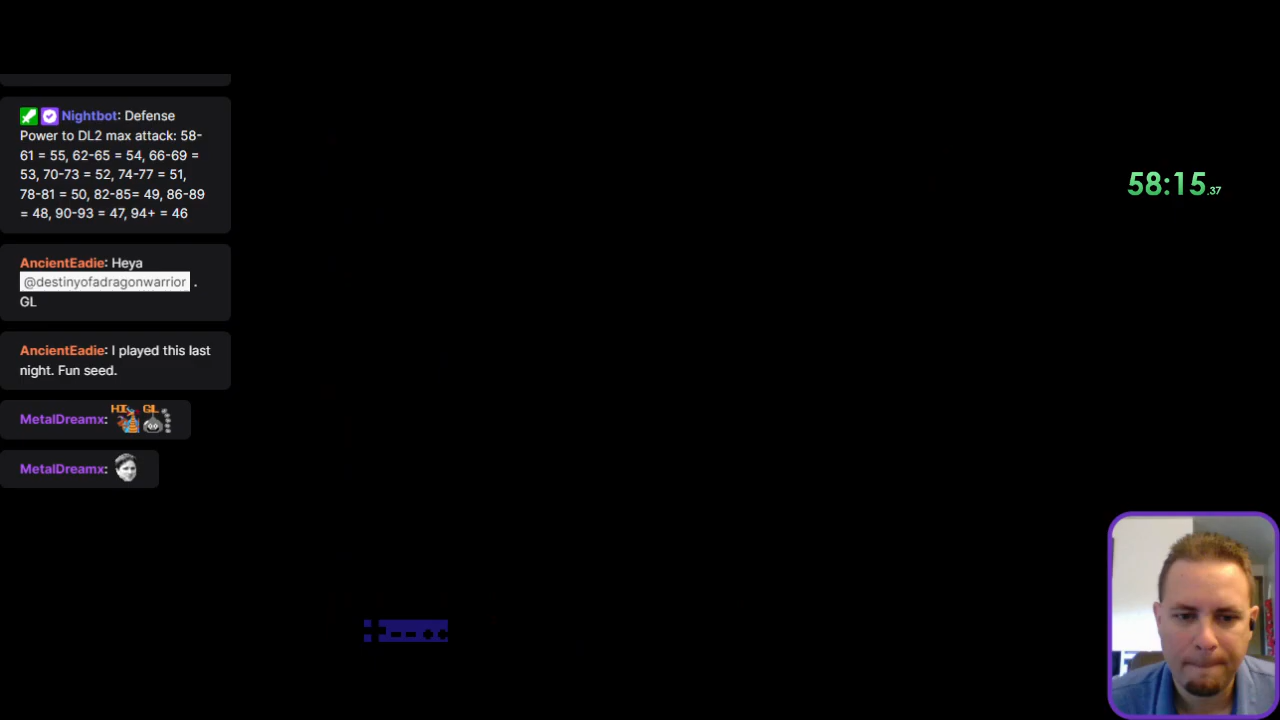 Nightbot: Defense
Power to DL2 max attack: 58-
61 = 55, 62-65 = 54, 66-69 =
53, 70-73 = 52, 74-77 = 51,
78-81 = 50, 82-85= 49, 86-89
= 48, 90-93 = 47, 94+ = 46
AncientEadie: Heya
@destinyofadragonwarrior .
GL
AncientEadie: I played this last
night. Fun seed.
MetalDreamx: HI GL
MetalDreamx:
58:15.37